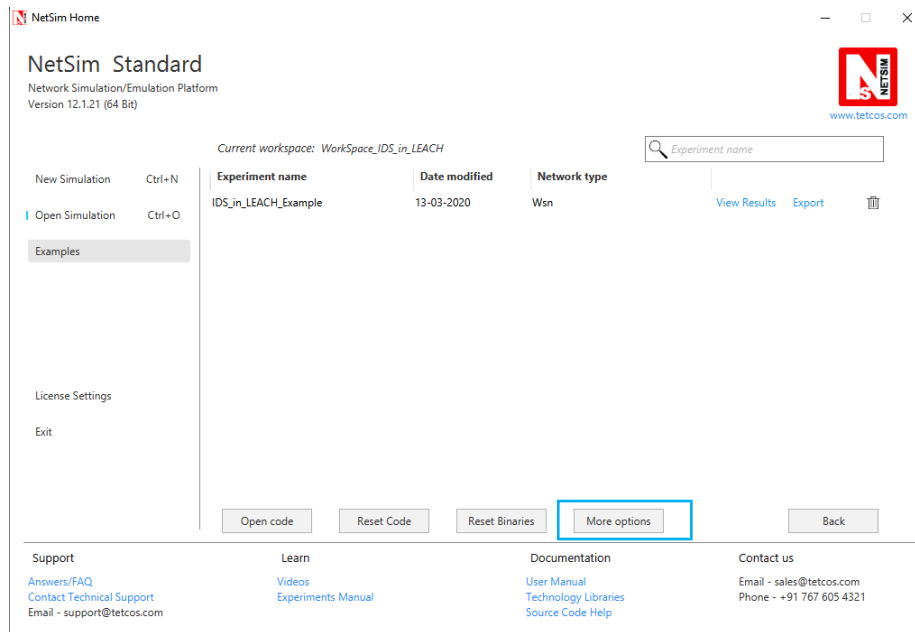 NetSim Home
NetSim Standard
Network Simulation/Emulation Platform
Version 12.1.21 (64 Bit)
NETSIM
www.tetcos.com
Current workspace: WorkSpace_IDS_in_LEACH
Experiment name
New Simulation Ctrl+N
Open Simulation Ctrl+O
Examples
License Settings
Exit
Experiment name Date modified Network type
IDS_in_LEACH_Example 13-03-2020 Wsn View Results Export
Open code Reset Code Reset Binaries More options Back
Support
Answers/FAQ
Contact Technical Support
Email - support@tetcos.com
Learn
Videos
Experiments Manual
Documentation
User Manual
Technology Libraries
Source Code Help
Contact us
Email - sales@tetcos.com
Phone - +91 767 605 4321